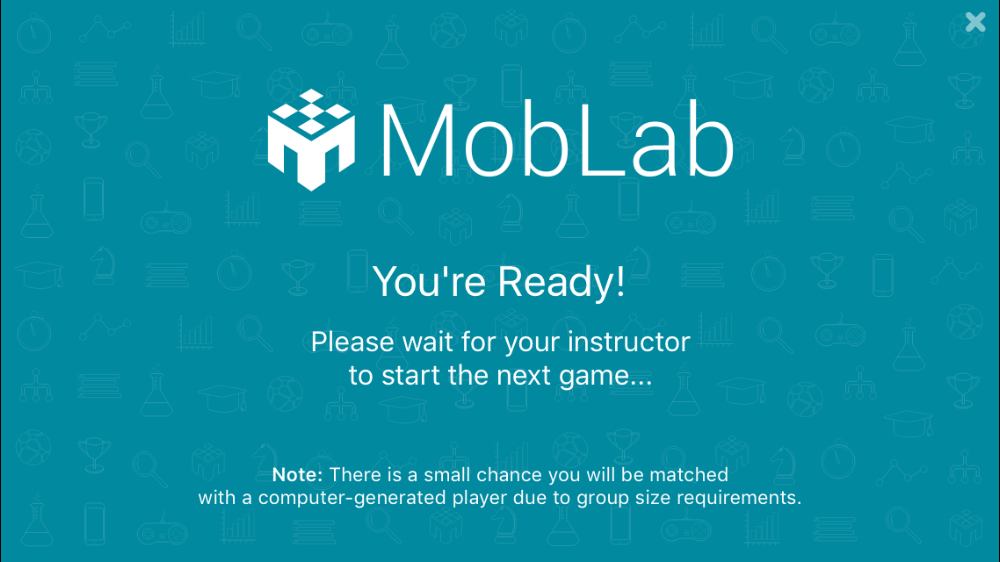 MobLab
You're Ready!
Please wait for your instructor
to start the next game...
Note: There is a small chance you will be matched
with a computer-generated player due to group size requirements.